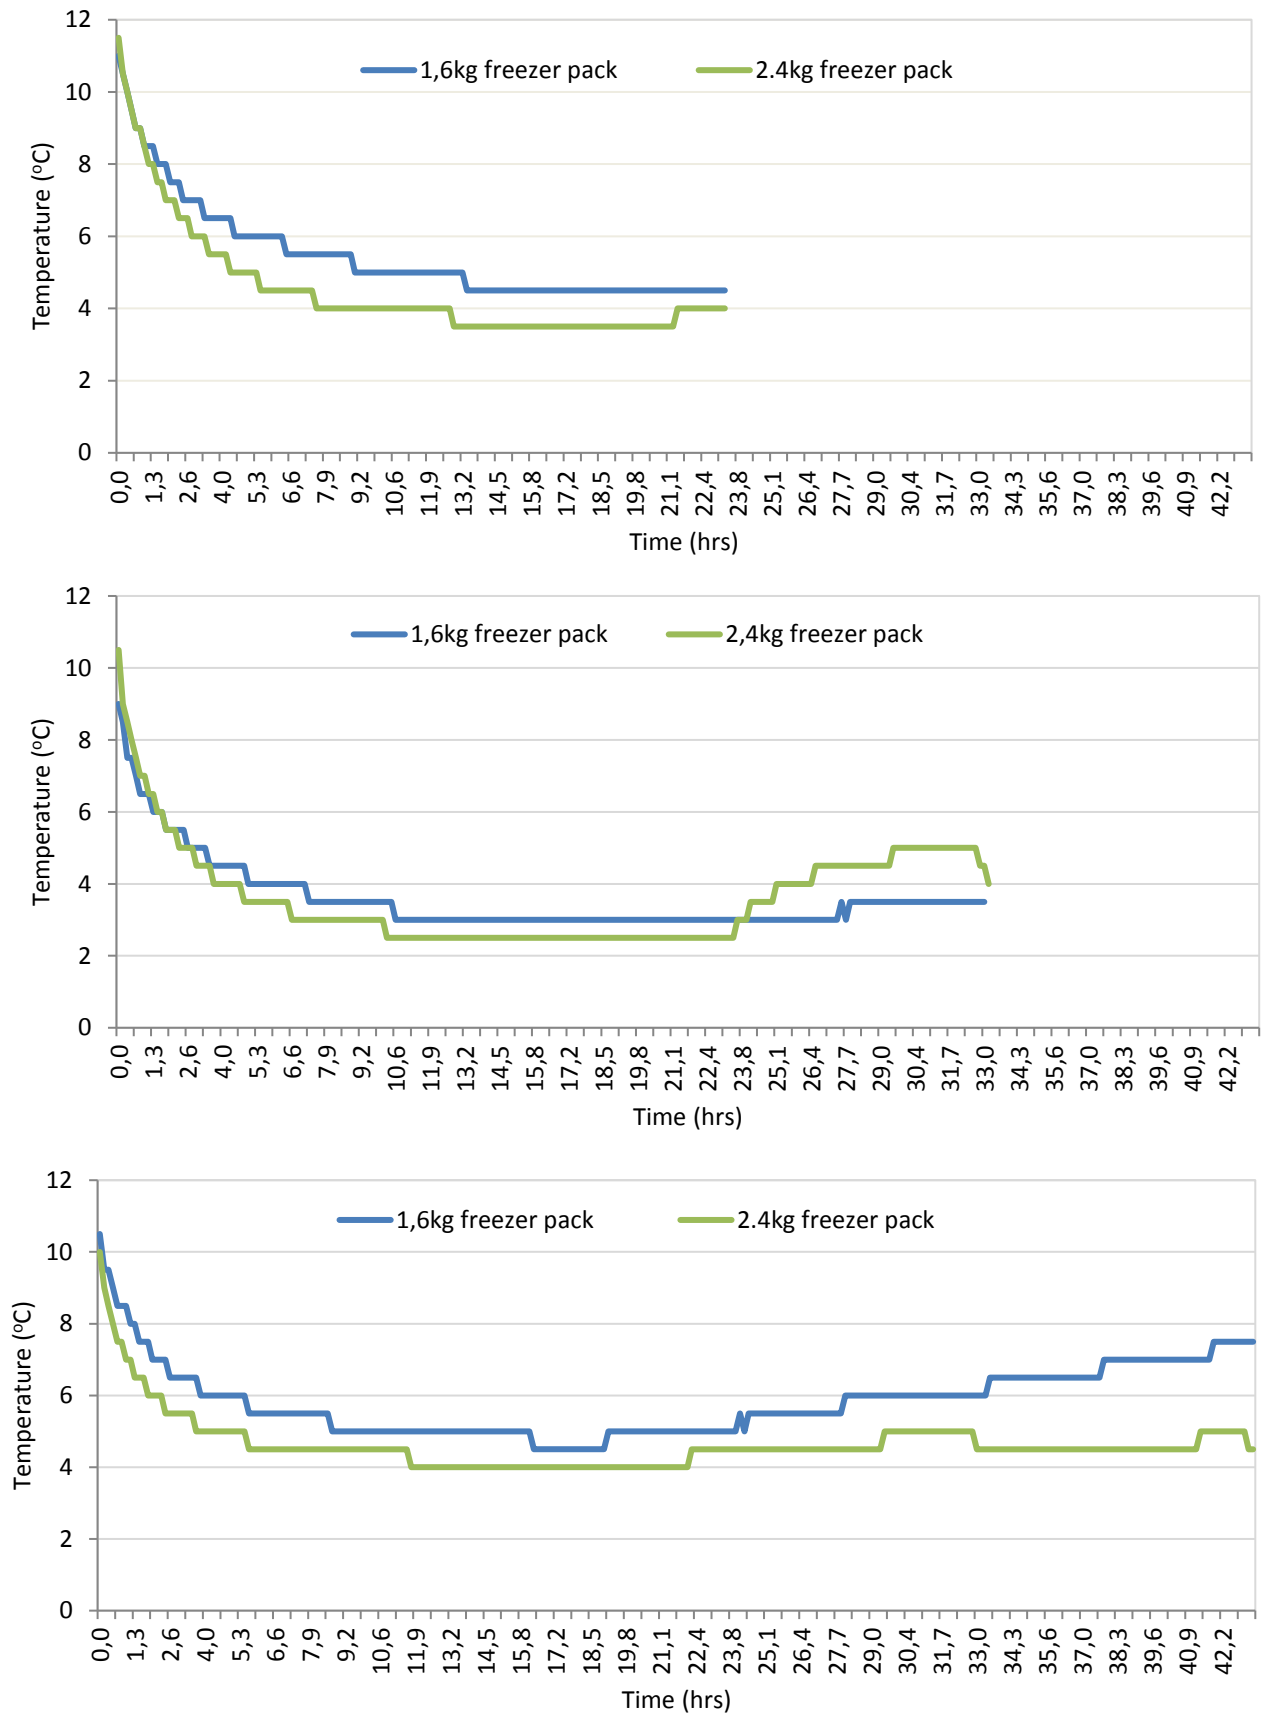 12
1,6kg freezer pack 2.4kg freezer pack
10
8
6
4
2
0
Temperature (ºC)
0,0 1,3 2,6 4,0 5,3 6,6 7,9 9,2 10,6 11,9 13,2 14,5 15,8 17,2 18,5 19,8 21,1 22,4 23,8 25,1 26,4 27,7 29,0 30,4 31,7 33,0 34,3 35,6 37,0 38,3 39,6 40,9 42,2
Time (hrs)
12
1,6kg freezer pack 2,4kg freezer pack
10
8
6
4
2
0
Temperature (ºC)
0,0 1,3 2,6 4,0 5,3 6,6 7,9 9,2 10,6 11,9 13,2 14,5 15,8 17,2 18,5 19,8 21,1 22,4 23,8 25,1 26,4 27,7 29,0 30,4 31,7 33,0 34,3 35,6 37,0 38,3 39,6 40,9 42,2
Time (hrs)
12
1,6kg freezer pack 2.4kg freezer pack
10
8
6
4
2
0
Temperature (ºC)
0,0 1,3 2,6 4,0 5,3 6,6 7,9 9,2 10,6 11,9 13,2 14,5 15,8 17,2 18,5 19,8 21,1 22,4 23,8 25,1 26,4 27,7 29,0 30,4 31,7 33,0 34,3 35,6 37,0 38,3 39,6 40,9 42,2
Time (hrs)